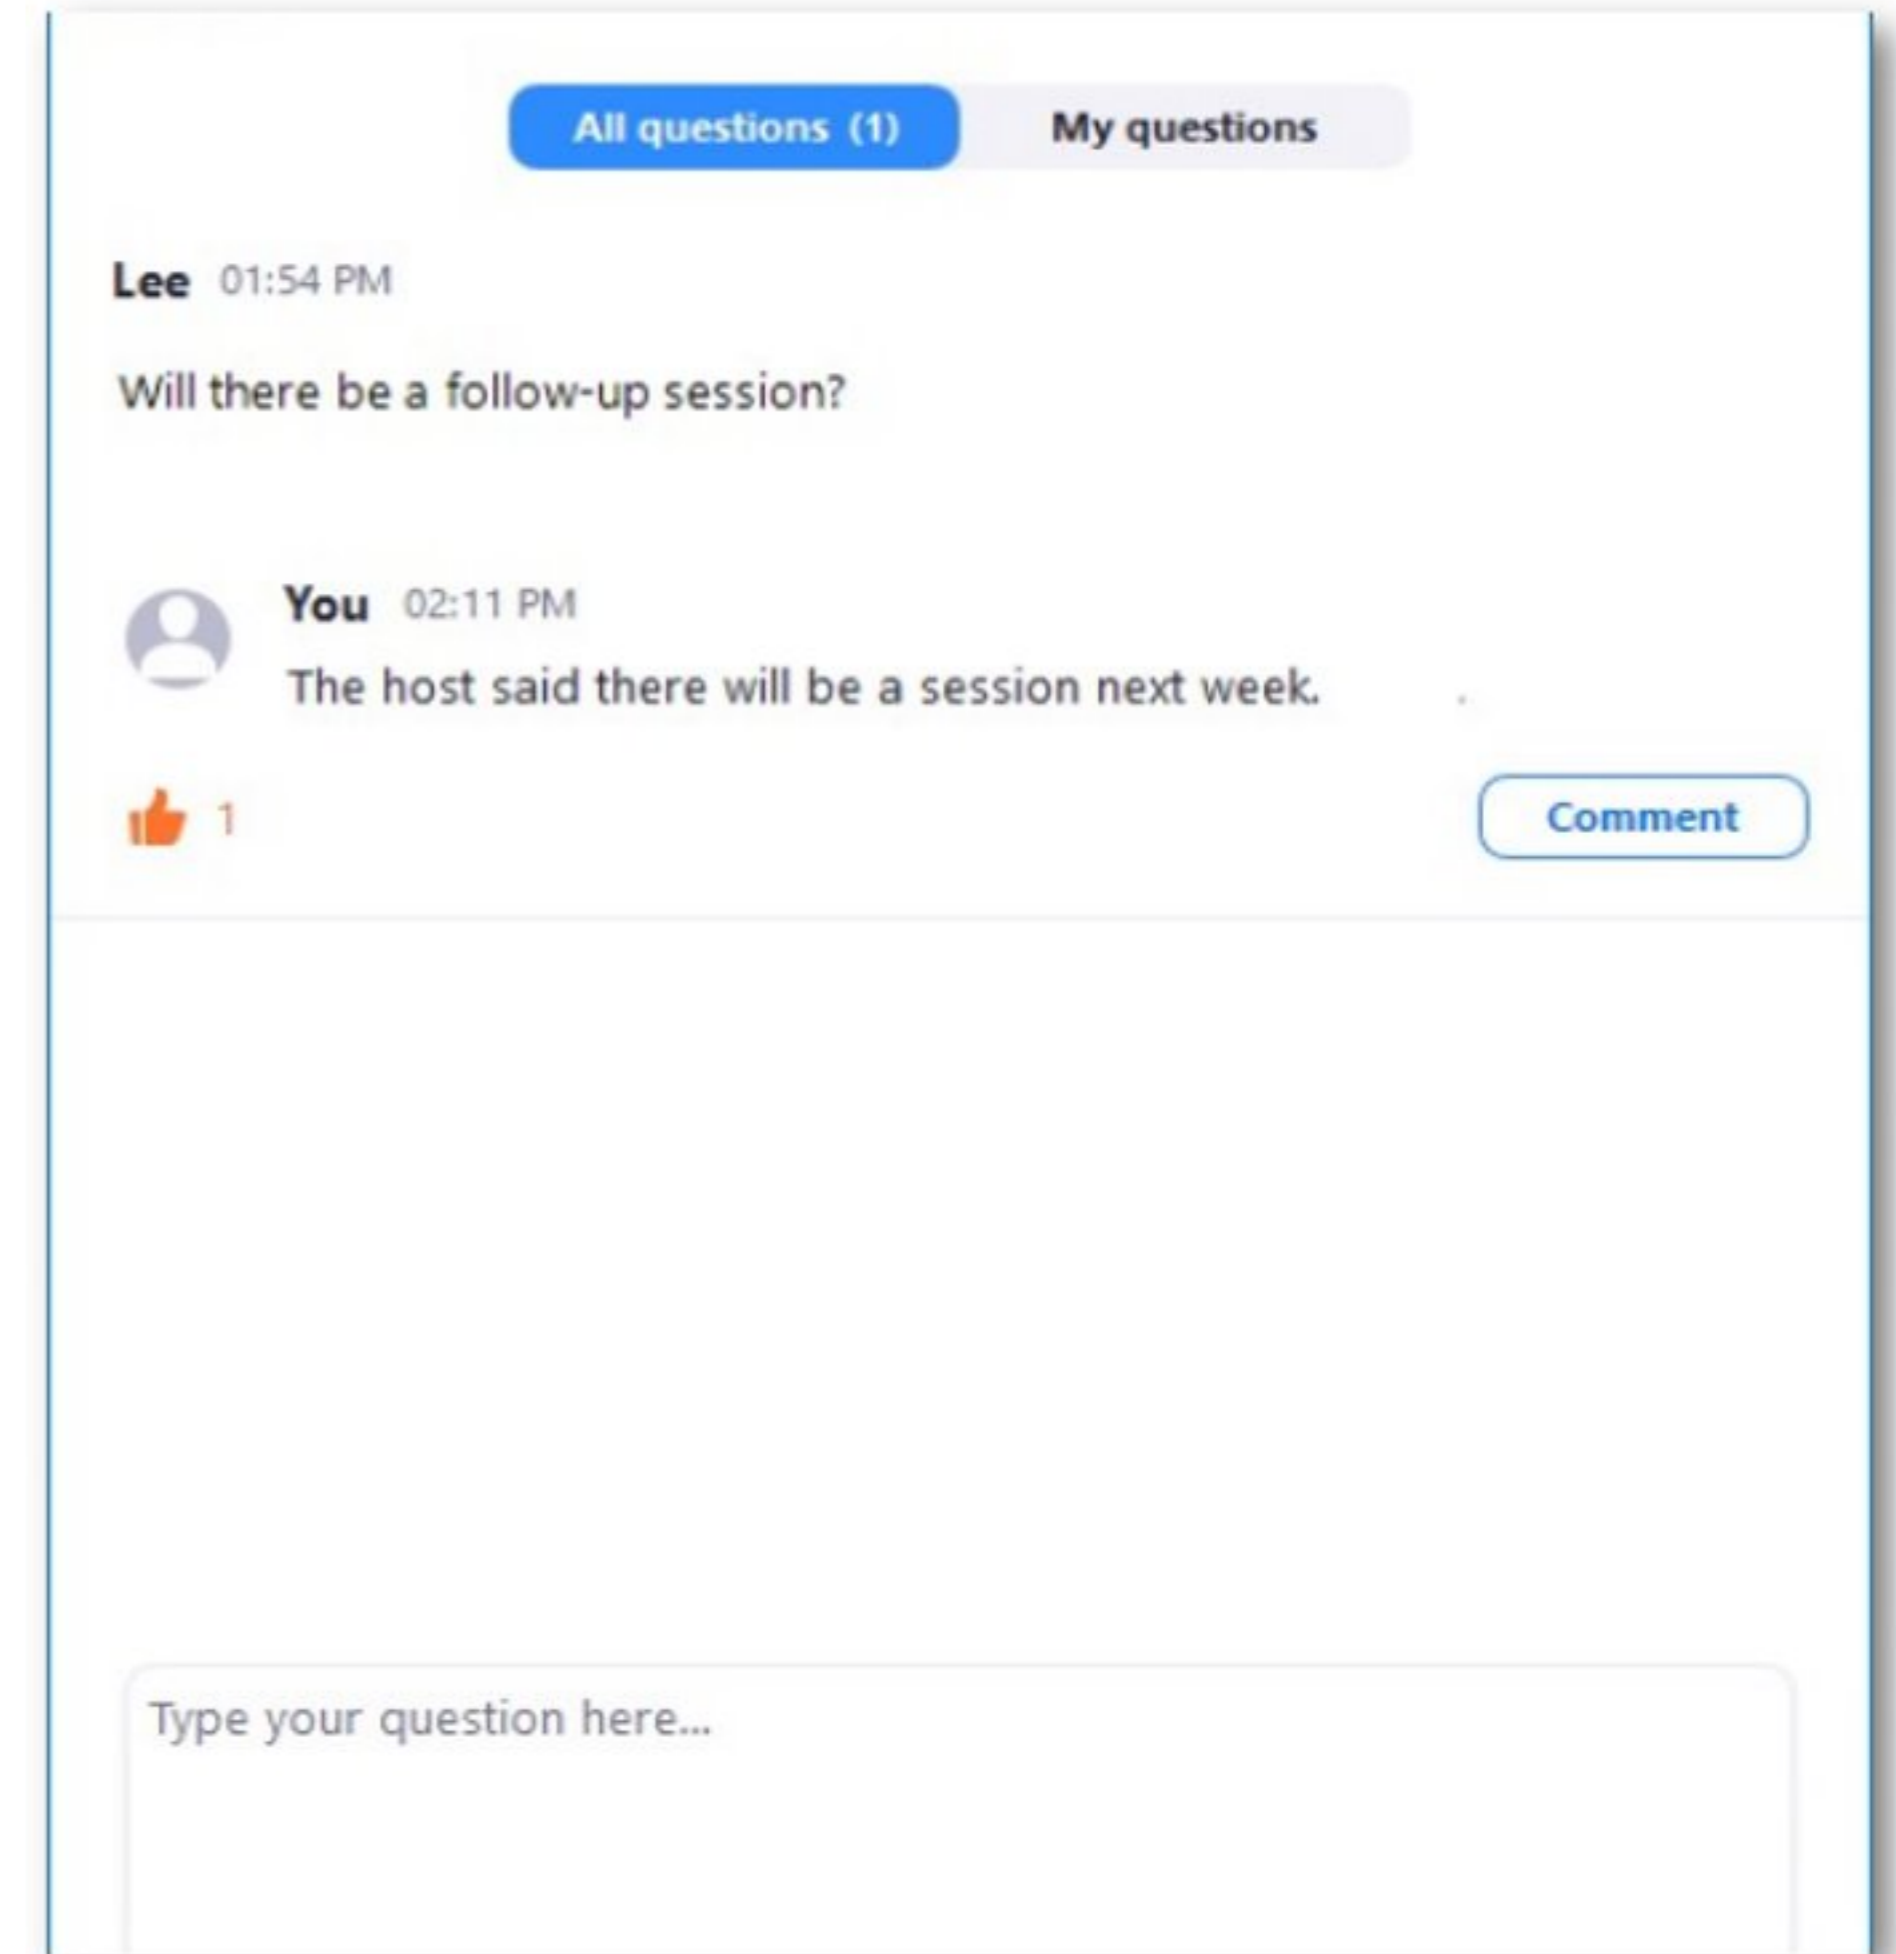 All questions (1) My questions
Lee 01:54 PM
Will there be a follow-up session?
You 02:11 PM
The host said there will be a session next week.
1 Comment
Type your question here...